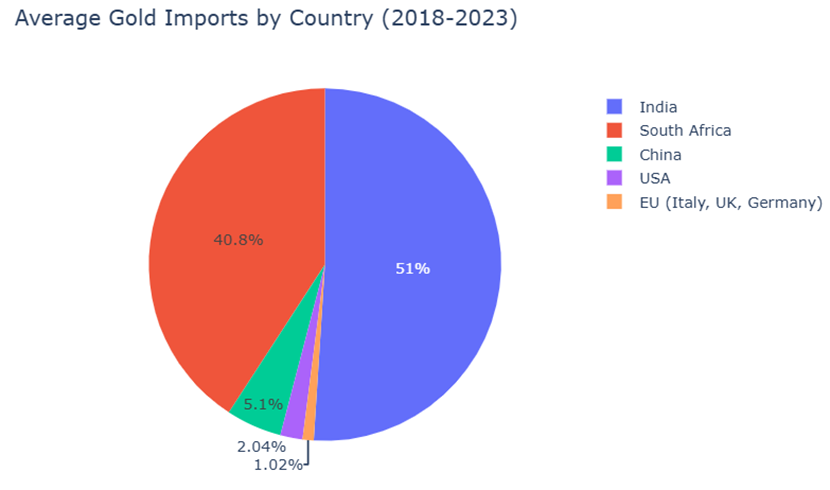 Average Gold Imports by Country (2018-2023)
India
South Africa
China
USA
EU (Italy, UK, Germany)
40.8%
51%
5.1%
2.04%
1.02%